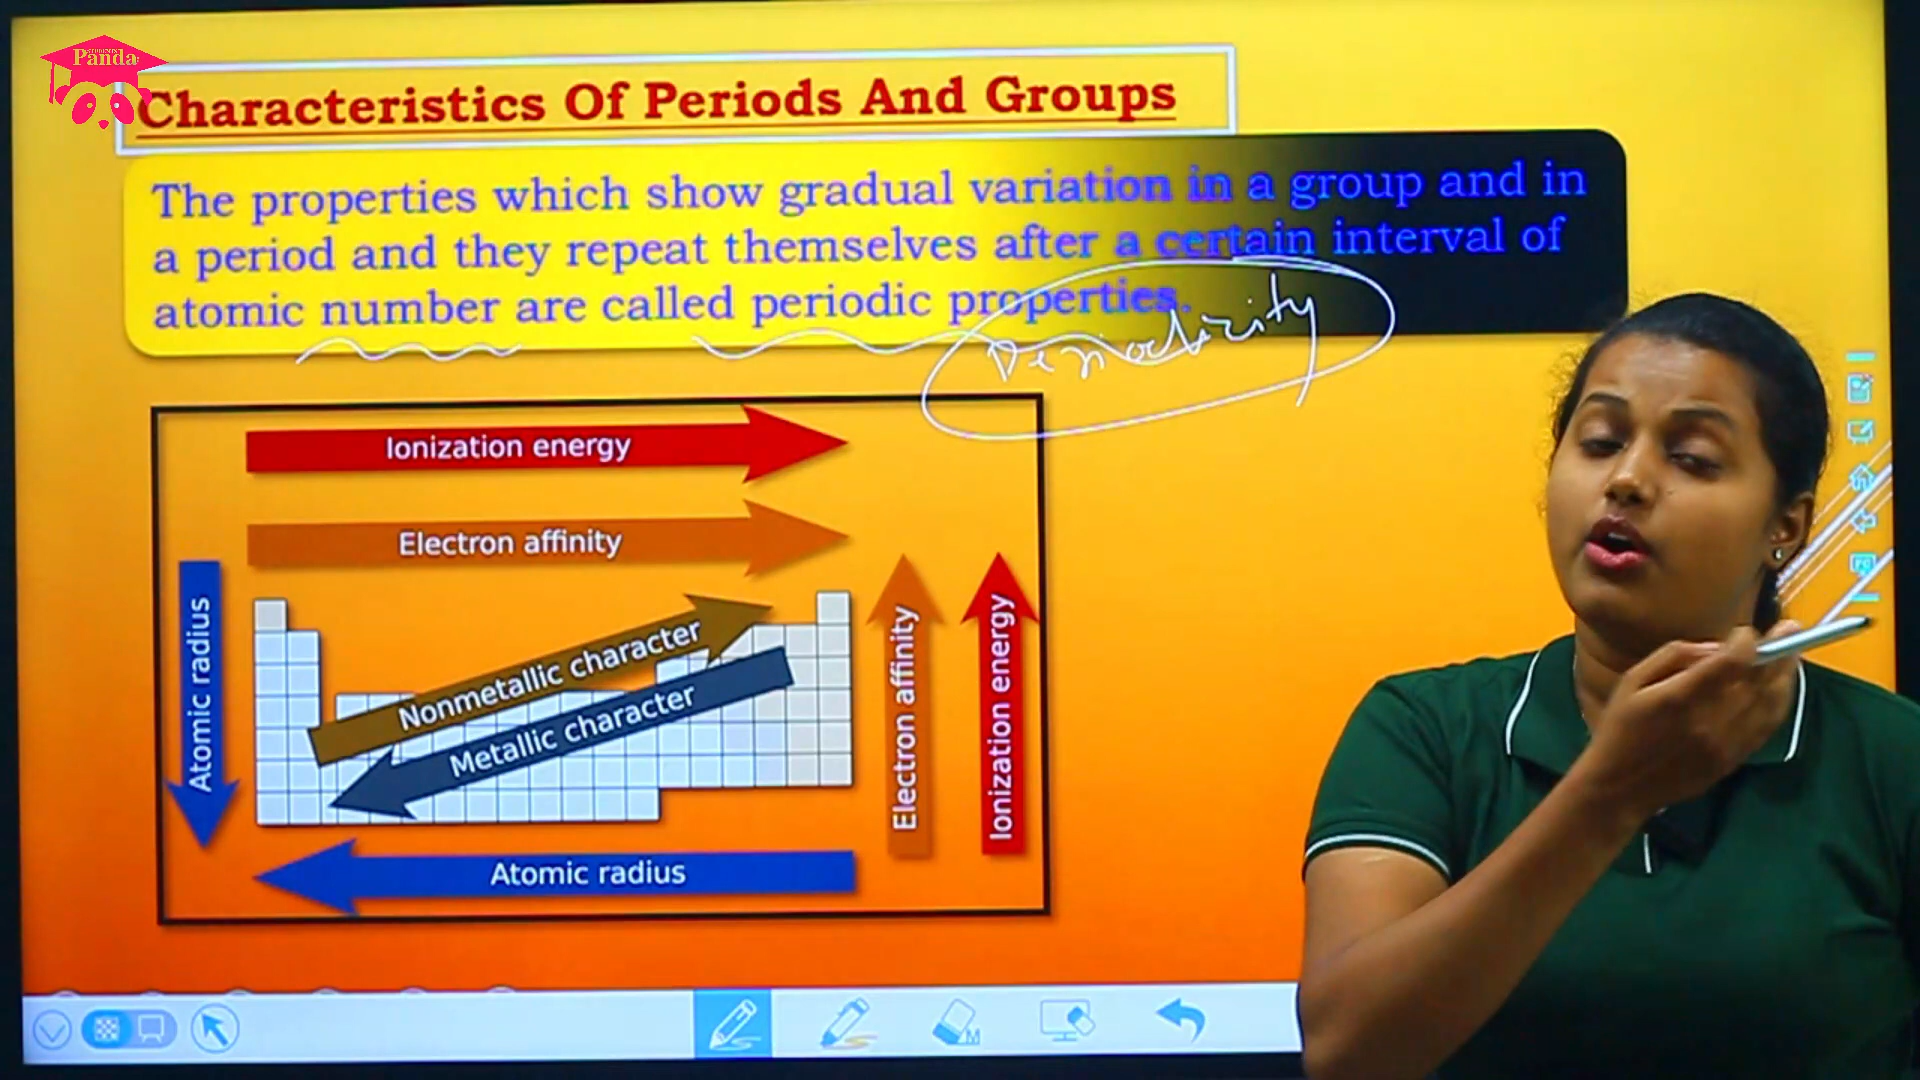 STUDENTS
Panda
Characteristics Of Periods And Groups
The properties which show gradual variation in a group and in
a period and they repeat themselves after a certain interval of
atomic number are called periodic properties.
Periodicity
Ionization energy
Electron affinity
Atomic radius
Nonmetallic character
Metallic character
Electron affinity
Ionization energy
Atomic radius
M